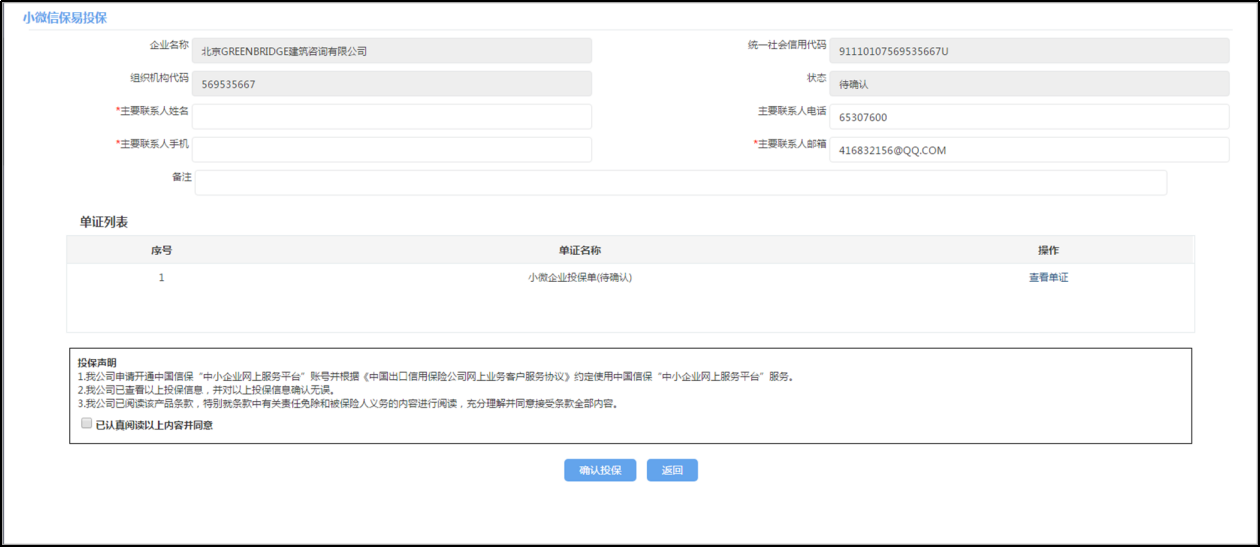 小微信保易投保
企业名称 北京GREENBRIDGE建筑咨询有限公司 统一社会信用代码 91110107569535667U
组织机构代码 569535667 状态 待确认
*主要联系人姓名 主要联系人电话 65307600
*主要联系人手机 *主要联系人邮箱 416832156@QQ.COM
备注
单证列表
序号 单证名称 操作
1 小微企业投保单(待确认) 查看单证
投保声明
1.我公司申请开通中国信保“中小企业网上服务平台”账号并根据《中国出口信用保险公司网上业务客户服务协议》约定使用中国信保“中小企业网上服务平台”服务。
2.我公司已查看以上投保信息，并对以上投保信息确认无误。
3.我公司已阅读该产品条款，特别就条款中有关责任免除和被保险人义务的内容进行阅读，充分理解并同意接受条款全部内容。
已认真阅读以上内容并同意
确认投保 返回